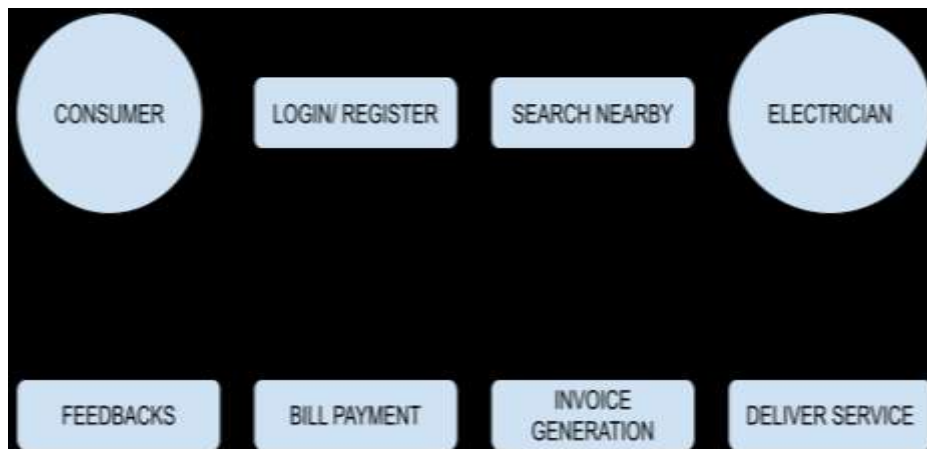 CONSUMER
LOGIN/ REGISTER
SEARCH NEARBY
ELECTRICIAN
FEEDBACKS
BILL PAYMENT
INVOICE
GENERATION
DELIVER SERVICE